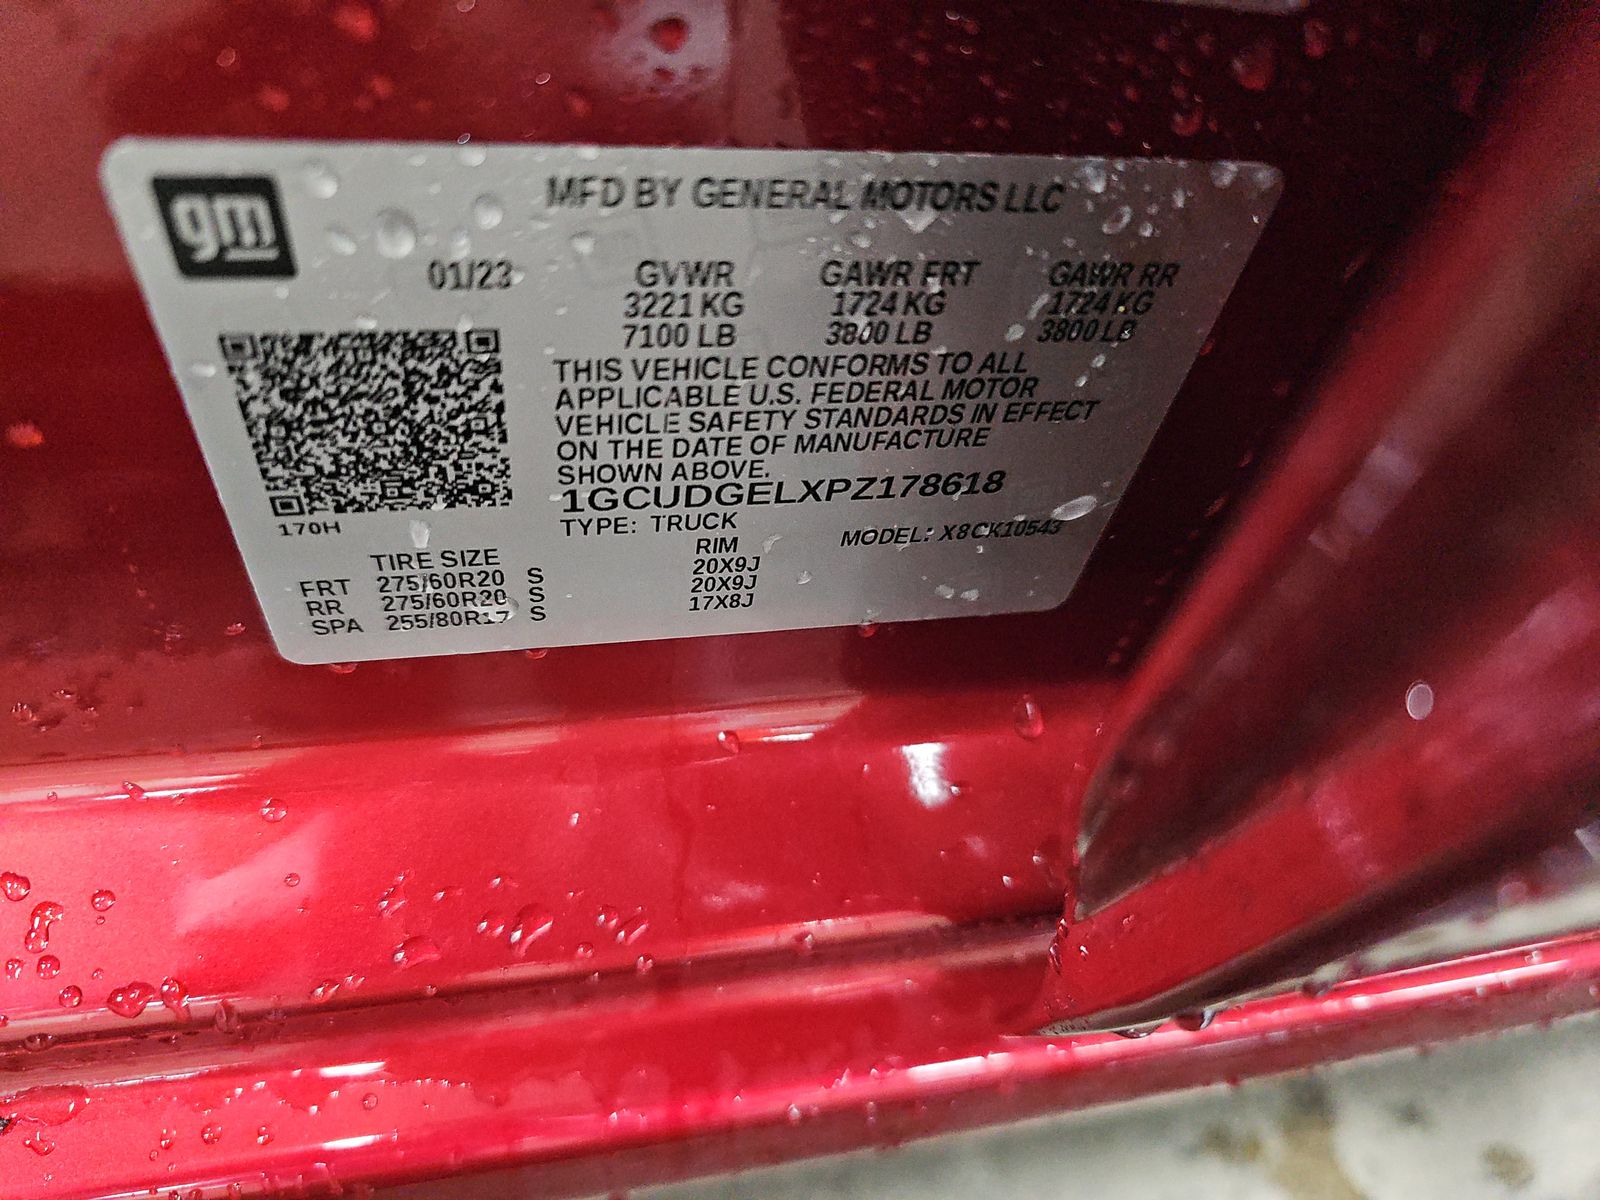 gm
MFD BY GENERAL MOTORS LLC
01/23 GVWR GAWR FRT GAWR RR
3221 KG 1724 KG 1724 KG
7100 LB 3800 LB 3800 LB
THIS VEHICLE CONFORMS TO ALL
APPLICABLE U.S. FEDERAL MOTOR
VEHICLE SAFETY STANDARDS IN EFFECT
ON THE DATE OF MANUFACTURE
SHOWN ABOVE.
1GCUDGELXPZ178618
170H
TYPE: TRUCK MODEL: X8CK10543
TIRE SIZE RIM
FRT 275/60R20 S 20X9J
RR 275/60R20 S 20X9J
SPA 255/80R17 S 17X8J